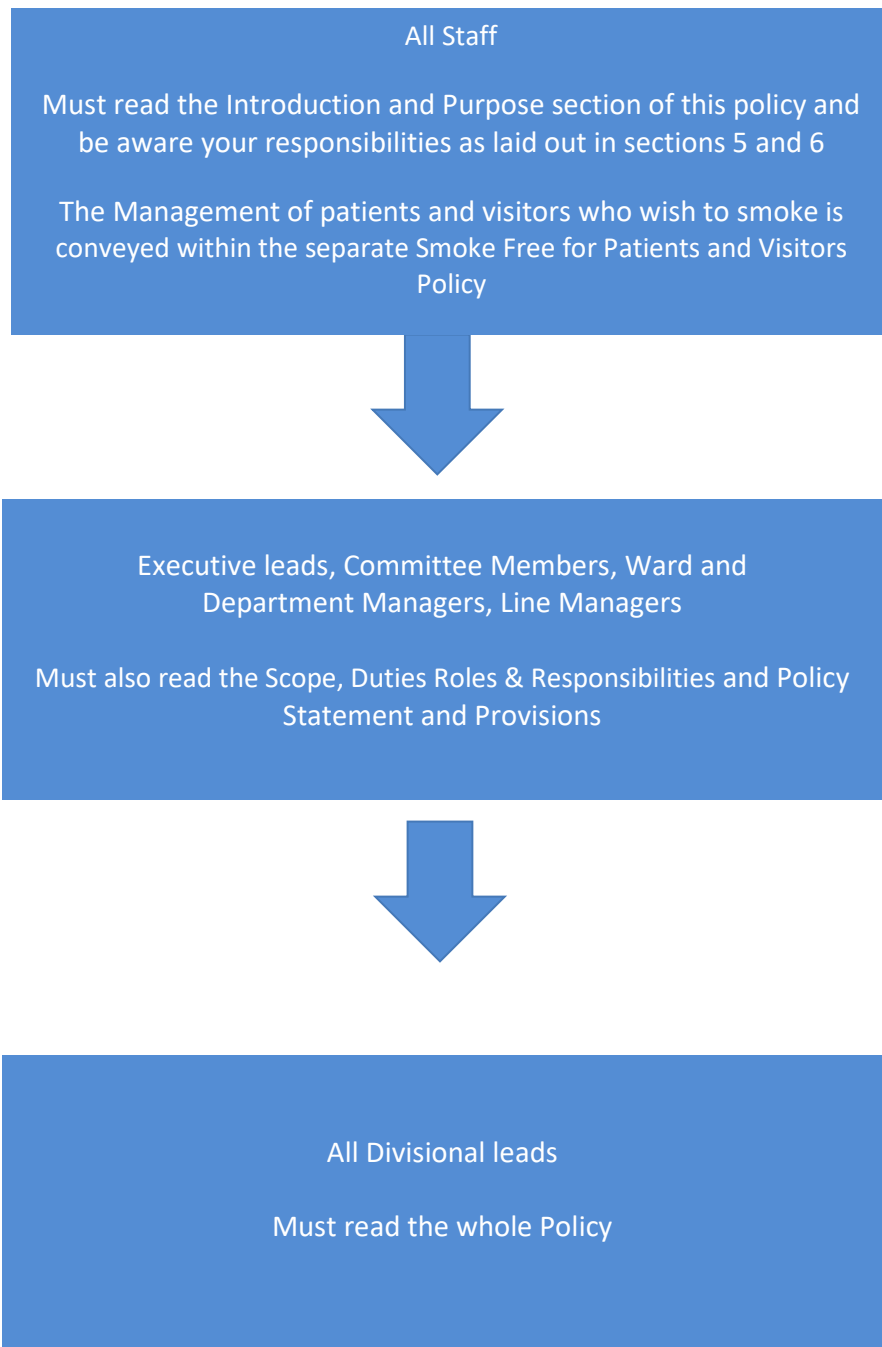 All Staff
Must read the Introduction and Purpose section of this policy and
be aware your responsibilities as laid out in sections 5 and 6
The Management of patients and visitors who wish to smoke is
conveyed within the separate Smoke Free for Patients and Visitors
Policy
Executive leads, Committee Members, Ward and
Department Managers, Line Managers
Must also read the Scope, Duties Roles & Responsibilities and Policy
Statement and Provisions
All Divisional leads
Must read the whole Policy